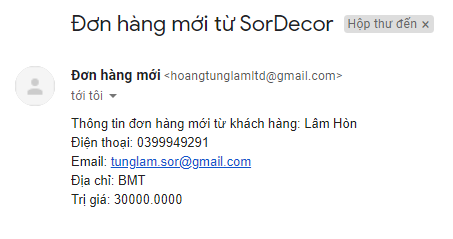 Đơn hàng mới từ SorDecor Hộp thư đến ×
Đơn hàng mới <hoangtunglamltd@gmail.com>
tới tôi
Thông tin đơn hàng mới từ khách hàng: Lâm Hòn
Điện thoại: 0399949291
Email: tunglam.sor@gmail.com
Địa chỉ: BMT
Trị giá: 30000.0000